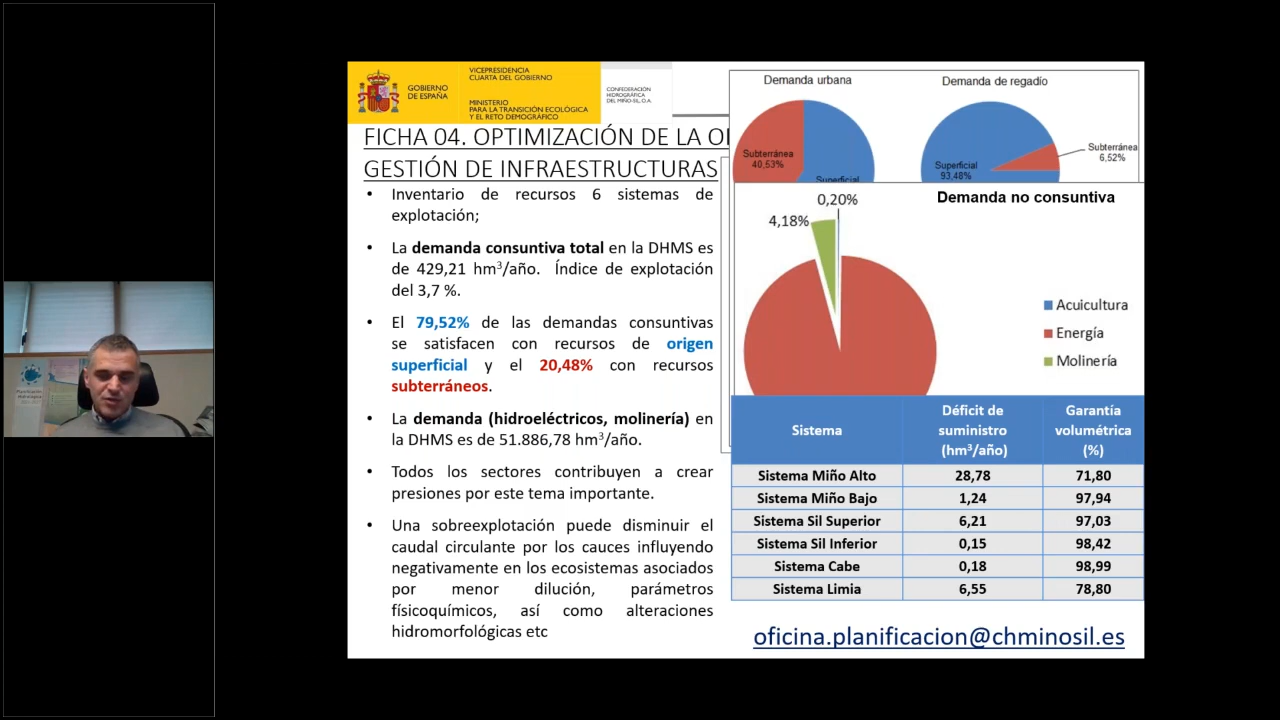 GOBIERNO
DE ESPAÑA
VICEPRESIDENCIA
CUARTA DEL GOBIERNO
MINISTERIO
PARA LA TRANSICIÓN ECOLÓGICA
Y EL RETO DEMOGRÁFICO
CONFEDERACIÓN
HIDROGRÁFICA
DEL MIÑO-SIL, O.A.
FICHA 04. OPTIMIZACIÓN DE LA
GESTIÓN DE INFRAESTRUCTURAS
• Inventario de recursos 6 sistemas de
explotación;
• La demanda consuntiva total en la DHMS es
de 429,21 hm³/año. Índice de explotación
del 3,7 %.
• El 79,52% de las demandas consuntivas
se satisfacen con recursos de origen
superficial y el 20,48% con recursos
subterráneos.
• La demanda (hidroeléctricos, molinería) en
la DHMS es de 51.886,78 hm³/año.
• Todos los sectores contribuyen a crear
presiones por este tema importante.
• Una sobreexplotación puede disminuir el
caudal circulante por los cauces influyendo
negativamente en los ecosistemas asociados
por menor dilución, parámetros
físicoquímicos, así como alteraciones
hidromorfológicas etc
Demanda urbana
Subterránea
40,53%
Superficial
Demanda de regadío
Subterránea
6,52%
Superficial
93,48%
Demanda no consuntiva
0,20%
4,18%
Acuicultura
Energía
Molinería
Sistema Déficit de suministro (hm³/año) Garantía volumétrica (%)
Sistema Miño Alto 28,78 71,80
Sistema Miño Bajo 1,24 97,94
Sistema Sil Superior 6,21 97,03
Sistema Sil Inferior 0,15 98,42
Sistema Cabe 0,18 98,99
Sistema Limia 6,55 78,80
oficina.planificacion@chminosil.es